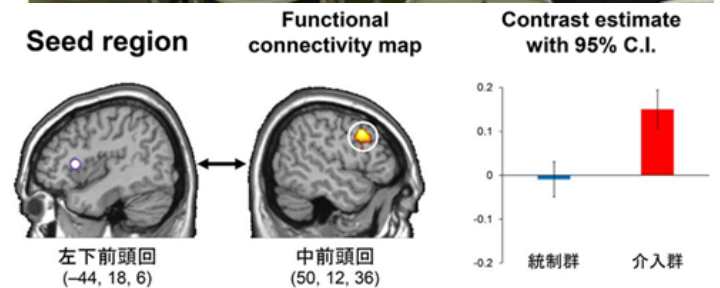 Seed region
Functional
connectivity map
Contrast estimate
with 95% C.I.
左下前頭回
(–44, 18, 6)
中前頭回
(50, 12, 36)
0.2
0.1
0
-0.1
-0.2
統制群
介入群